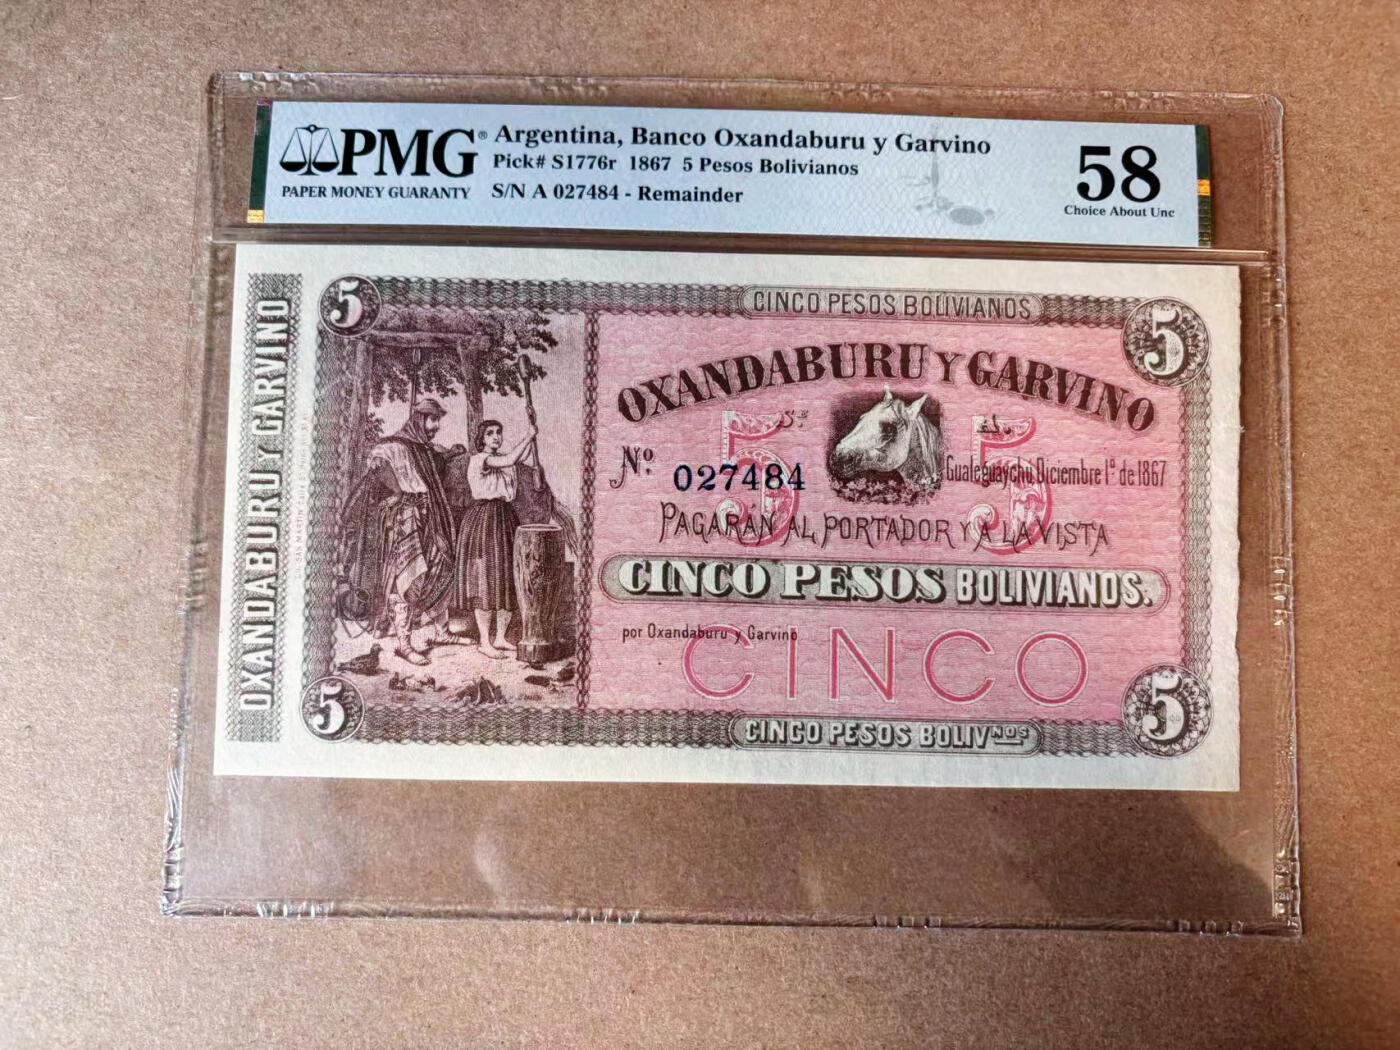 PMG®
PAPER MONEY GUARANTY
Argentina, Banco Oxandaburu y Garvino
Pick# S1776r 1867 5 Pesos Bolivianos
S/N A 027484 - Remainder
58
Choice About Unc
OXANDABURU Y GARVINO
5
CINCO PESOS BOLIVIANOS
5
OXANDABURU Y GARVINO
5 5
Nº 027484
Gualeguaychú, Diciembre 1º de 1867
PAGARÁN AL PORTADOR Y A LA VISTA
CINCO PESOS BOLIVIANOS.
por Oxandaburu y Garvino
CINCO
5
CINCO PESOS BOLIVNOS
5